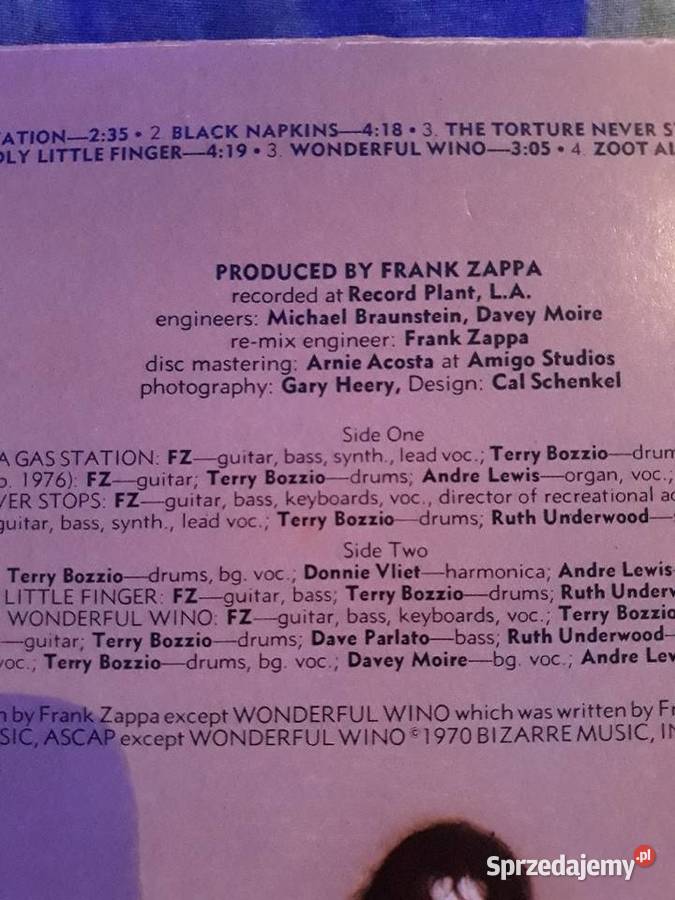 ATION—2:35 • 2. BLACK NAPKINS—4:18 • 3. THE TORTURE NEVER S
LY LITTLE FINGER—4:19 • 3. WONDERFUL WINO—3:05 • 4. ZOOT AL
PRODUCED BY FRANK ZAPPA
recorded at Record Plant, L.A.
engineers: Michael Braunstein, Davey Moire
re-mix engineer: Frank Zappa
disc mastering: Arnie Acosta at Amigo Studios
photography: Gary Heery, Design: Cal Schenkel
Side One
A GAS STATION: FZ—guitar, bass, synth., lead voc.; Terry Bozzio—drum
. 1976): FZ—guitar; Terry Bozzio—drums; Andre Lewis—organ, voc.;
VER STOPS: FZ—guitar, bass, keyboards, voc., director of recreational ac
guitar, bass, synth., lead voc.; Terry Bozzio—drums; Ruth Underwood—
Side Two
Terry Bozzio—drums, bg. voc.; Donnie Vliet—harmonica; Andre Lewis
LITTLE FINGER: FZ—guitar, bass; Terry Bozzio—drums; Ruth Underw
WONDERFUL WINO: FZ—guitar, bass, keyboards, voc.; Terry Bozzio
—guitar; Terry Bozzio—drums; Dave Parlato—bass; Ruth Underwood—
voc.; Terry Bozzio—drums, bg. voc.; Davey Moire—bg. voc.; Andre Lew
n by Frank Zappa except WONDERFUL WINO which was written by Fr
SIC, ASCAP except WONDERFUL WINO ©1970 BIZARRE MUSIC, IN
Sprzedajemy.pl